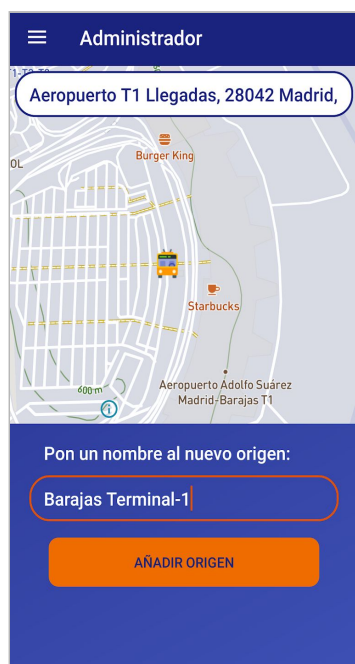 Administrador
Aeropuerto T1 Llegadas, 28042 Madrid,
OL
Burger King
Starbucks
600 m
Aeropuerto Adolfo Suárez
Madrid-Barajas T1
Pon un nombre al nuevo origen:
Barajas Terminal-1
AÑADIR ORIGEN